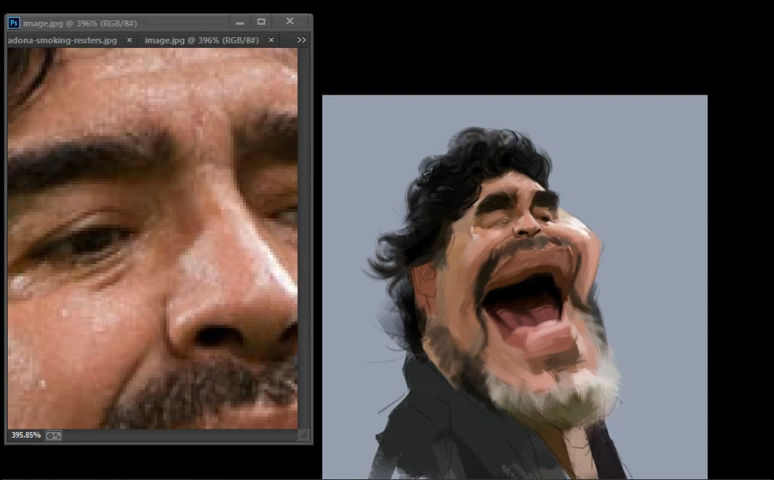 Ps image.jpg @ 396% (RGB/8#)
adona-smoking-reuters.jpg × image.jpg @ 396% (RGB/8#) × >>
395.85%